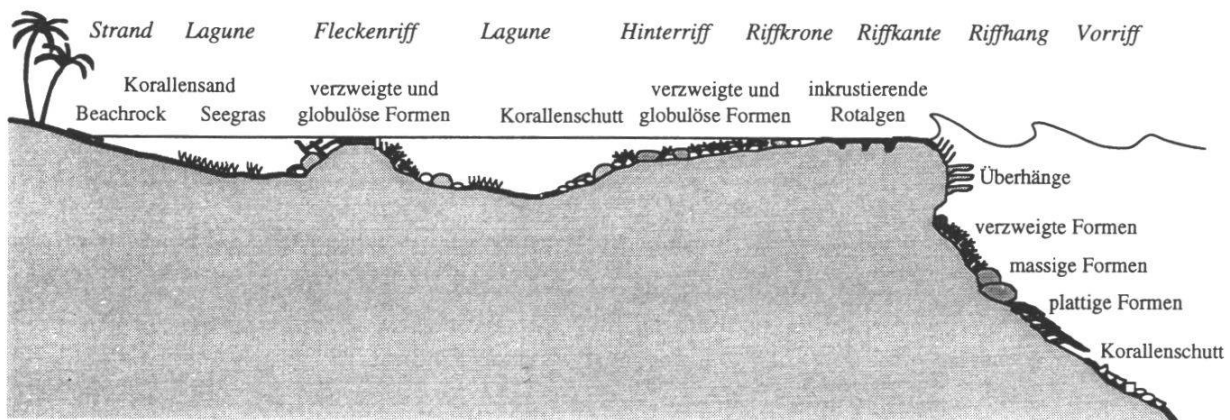 Strand Lagune Fleckenriff Lagune Hinterriff Riffkrone Riffkante Riffhang Vorriff
Korallensand verzweigte und verzweigte und inkrustierende
Beachrock Seegras globulöse Formen Korallenschutt globulöse Formen Rotalgen
Überhänge
verzweigte Formen
massige Formen
plattige Formen
Korallenschutt